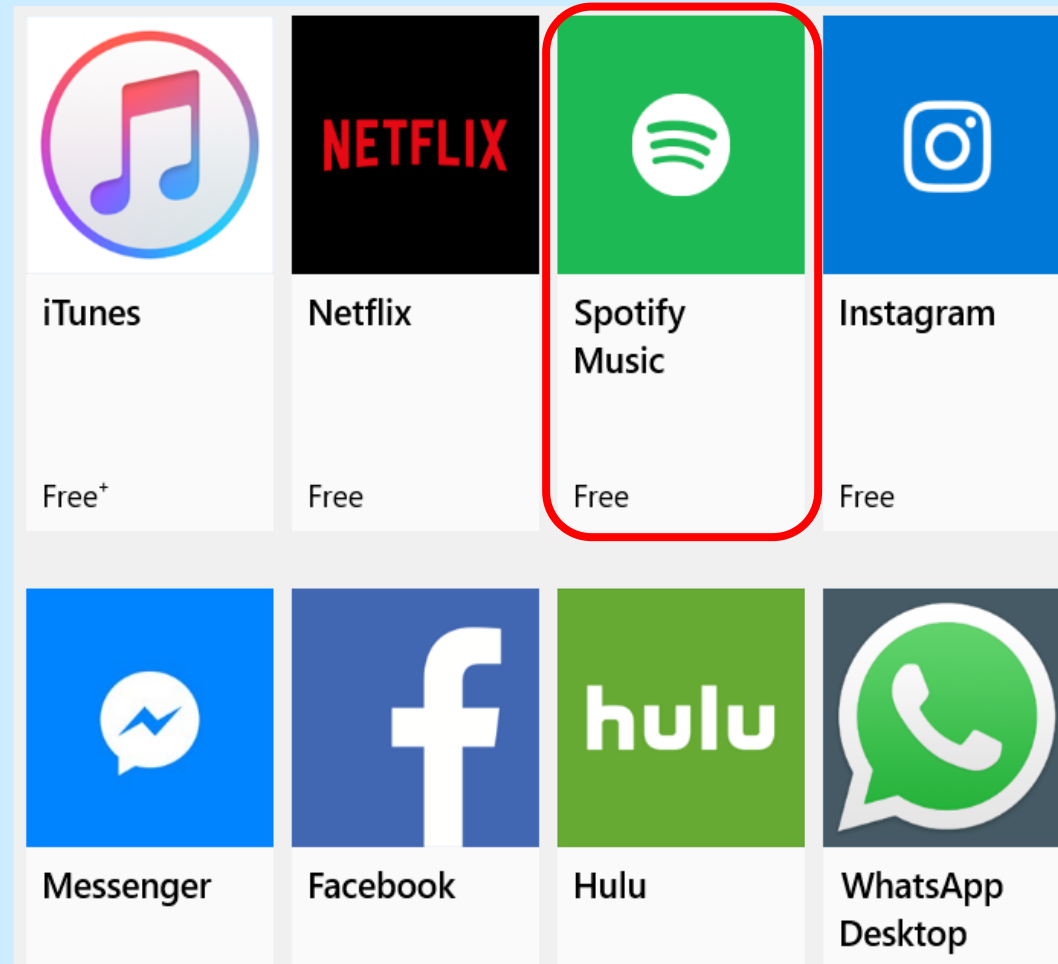 NETFLIX
iTunes
Netflix
Spotify
Music
Instagram
Free+
Free
Free
Free
f
hulu
Messenger
Facebook
Hulu
WhatsApp
Desktop